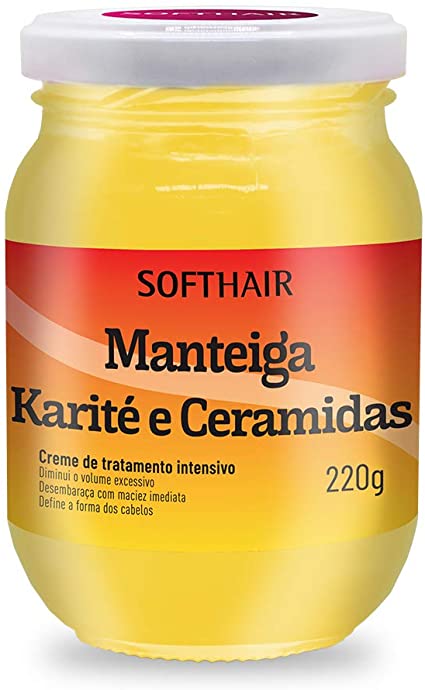 SOFTHAIR
Manteiga
Karité e Ceramidas
Creme de tratamento intensivo
Diminui o volume excessivo
Desembaraça com maciez imediata
Define a forma dos cabelos
220g